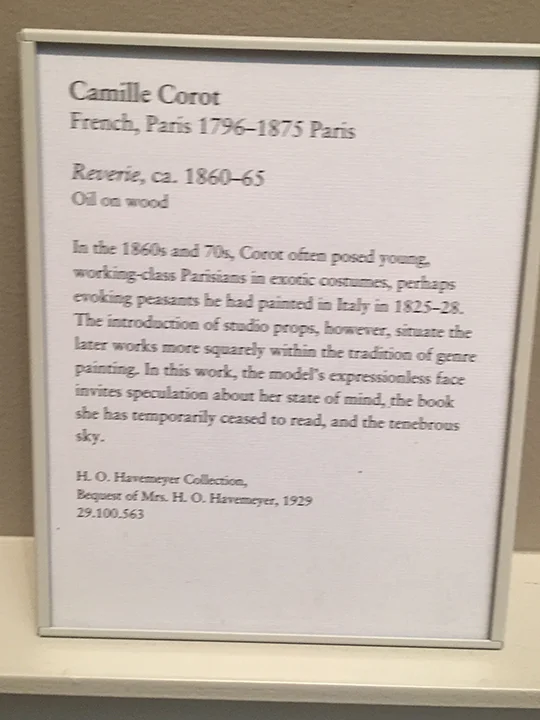 Camille Corot
French, Paris 1796–1875 Paris
Reverie, ca. 1860–65
Oil on wood
In the 1860s and 70s, Corot often posed young,
working-class Parisians in exotic costumes, perhaps
evoking peasants he had painted in Italy in 1825–28.
The introduction of studio props, however, situate the
later works more squarely within the tradition of genre
painting. In this work, the model's expressionless face
invites speculation about her state of mind, the book
she has temporarily ceased to read, and the tenebrous
sky.
H. O. Havemeyer Collection,
Bequest of Mrs. H. O. Havemeyer, 1929
29.100.563